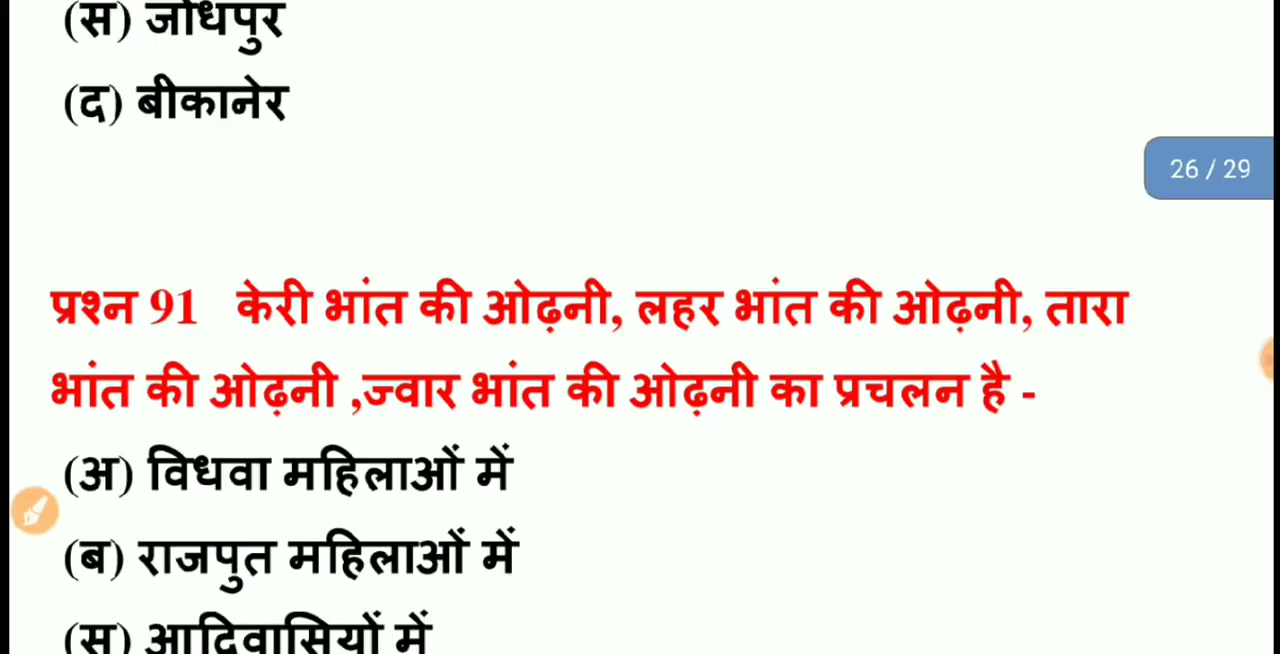 (स) जोधपुर
(द) बीकानेर
26 / 29
प्रश्न 91 केरी भांत की ओढ़नी, लहर भांत की ओढ़नी, तारा
भांत की ओढ़नी ,ज्वार भांत की ओढ़नी का प्रचलन है -
(अ) विधवा महिलाओं में
(ब) राजपुत महिलाओं में
(स) आदिवासियों में